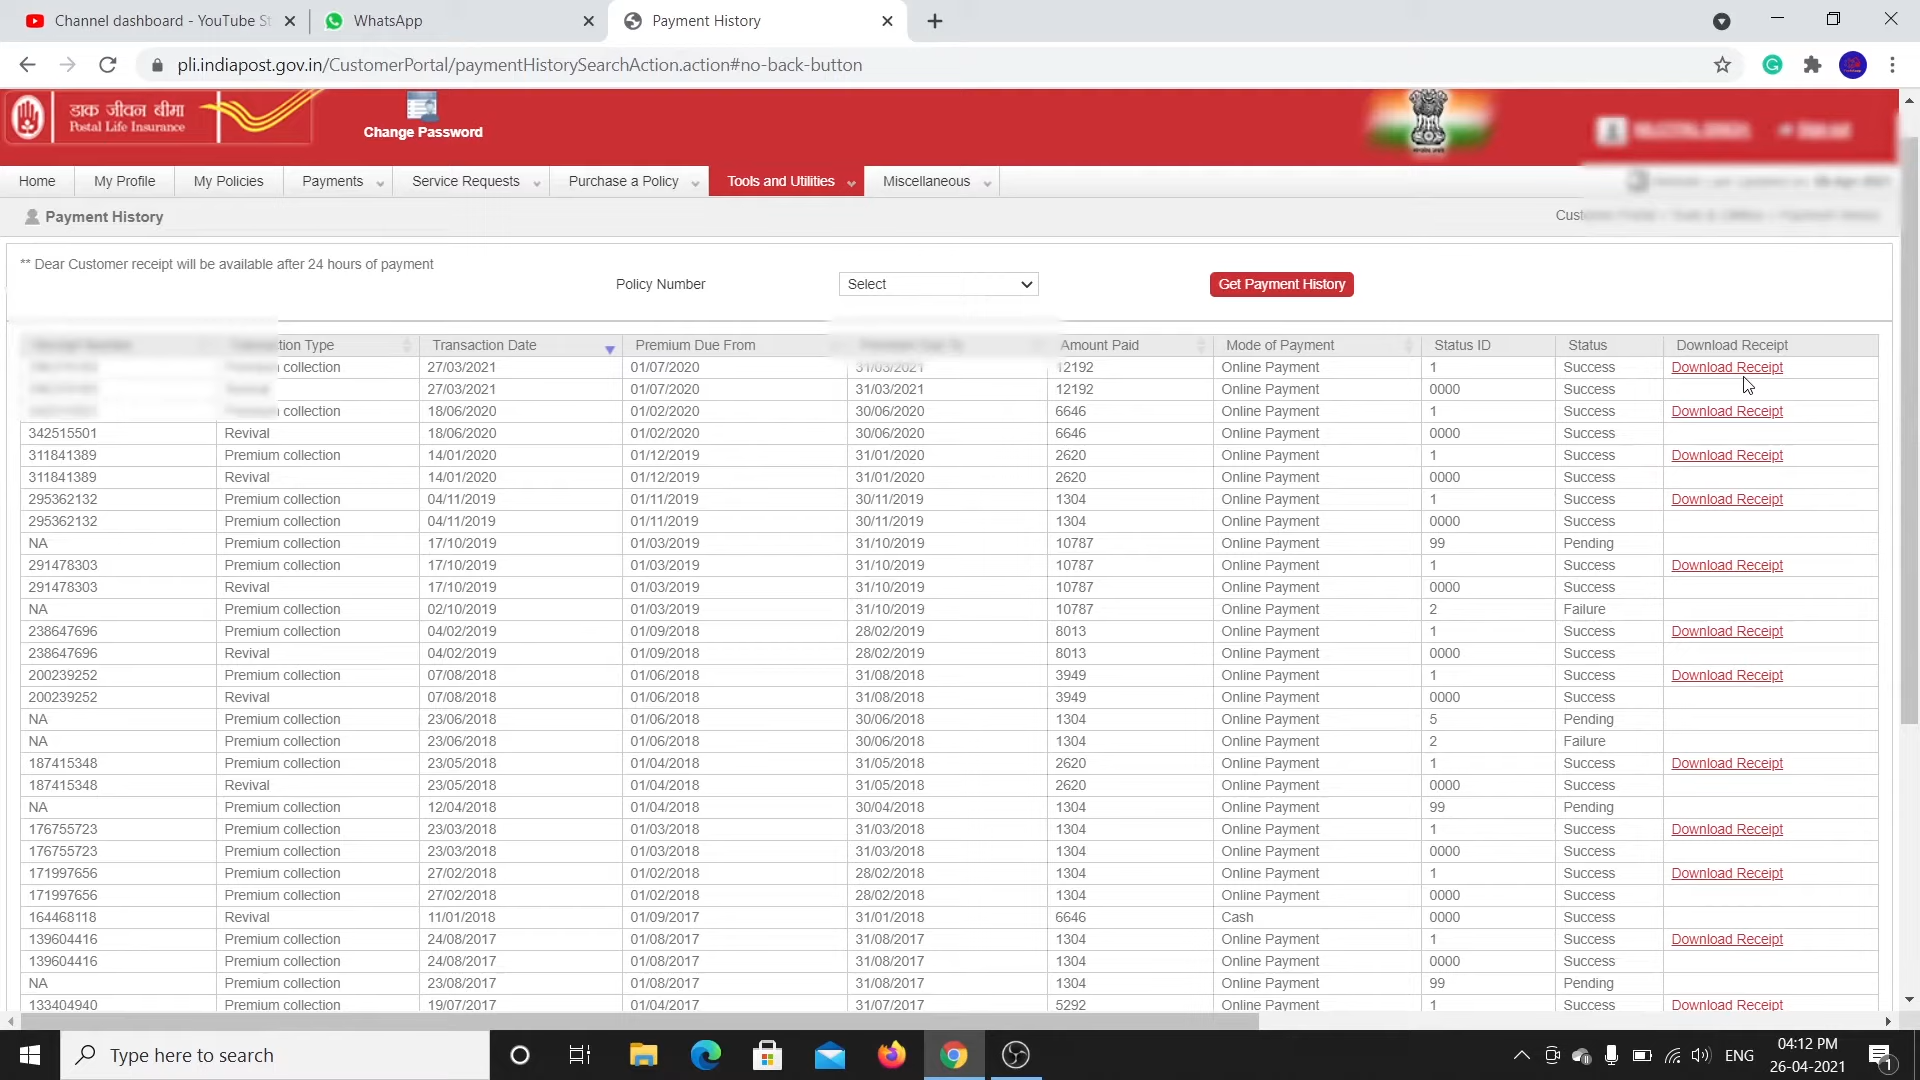 Channel dashboard - YouTube St
WhatsApp
Payment History
pli.indiapost.gov.in/CustomerPortal/paymentHistorySearchAction.action#no-back-button
डाक जीवन बीमा
Postal Life Insurance
Change Password
Home My Profile My Policies Payments Service Requests Purchase a Policy Tools and Utilities Miscellaneous
Payment History
** Dear Customer receipt will be available after 24 hours of payment
Policy Number Select Get Payment History
Transaction Type Transaction Date Premium Due From Amount Paid Mode of Payment Status ID Status Download Receipt
Premium collection 27/03/2021 01/07/2020 31/03/2021 12192 Online Payment 1 Success Download Receipt
27/03/2021 01/07/2020 31/03/2021 12192 Online Payment 0000 Success
Premium collection 18/06/2020 01/02/2020 30/06/2020 6646 Online Payment 1 Success Download Receipt
342515501 Revival 18/06/2020 01/02/2020 30/06/2020 6646 Online Payment 0000 Success
311841389 Premium collection 14/01/2020 01/12/2019 31/01/2020 2620 Online Payment 1 Success Download Receipt
311841389 Revival 14/01/2020 01/12/2019 31/01/2020 2620 Online Payment 0000 Success
295362132 Premium collection 04/11/2019 01/11/2019 30/11/2019 1304 Online Payment 1 Success Download Receipt
295362132 Premium collection 04/11/2019 01/11/2019 30/11/2019 1304 Online Payment 0000 Success
NA Premium collection 17/10/2019 01/03/2019 31/10/2019 10787 Online Payment 99 Pending
291478303 Premium collection 17/10/2019 01/03/2019 31/10/2019 10787 Online Payment 1 Success Download Receipt
291478303 Revival 17/10/2019 01/03/2019 31/10/2019 10787 Online Payment 0000 Success
NA Premium collection 02/10/2019 01/03/2019 31/10/2019 10787 Online Payment 2 Failure
238647696 Premium collection 04/02/2019 01/09/2018 28/02/2019 8013 Online Payment 1 Success Download Receipt
238647696 Revival 04/02/2019 01/09/2018 28/02/2019 8013 Online Payment 0000 Success
200239252 Premium collection 07/08/2018 01/06/2018 31/08/2018 3949 Online Payment 1 Success Download Receipt
200239252 Revival 07/08/2018 01/06/2018 31/08/2018 3949 Online Payment 0000 Success
NA Premium collection 23/06/2018 01/06/2018 30/06/2018 1304 Online Payment 5 Pending
NA Premium collection 23/06/2018 01/06/2018 30/06/2018 1304 Online Payment 2 Failure
187415348 Premium collection 23/05/2018 01/04/2018 31/05/2018 2620 Online Payment 1 Success Download Receipt
187415348 Revival 23/05/2018 01/04/2018 31/05/2018 2620 Online Payment 0000 Success
NA Premium collection 12/04/2018 01/04/2018 30/04/2018 1304 Online Payment 99 Pending
176755723 Premium collection 23/03/2018 01/03/2018 31/03/2018 1304 Online Payment 1 Success Download Receipt
176755723 Premium collection 23/03/2018 01/03/2018 31/03/2018 1304 Online Payment 0000 Success
171997656 Premium collection 27/02/2018 01/02/2018 28/02/2018 1304 Online Payment 1 Success Download Receipt
171997656 Premium collection 27/02/2018 01/02/2018 28/02/2018 1304 Online Payment 0000 Success
164468118 Revival 11/01/2018 01/09/2017 31/01/2018 6646 Cash 0000 Success
139604416 Premium collection 24/08/2017 01/08/2017 31/08/2017 1304 Online Payment 1 Success Download Receipt
139604416 Premium collection 24/08/2017 01/08/2017 31/08/2017 1304 Online Payment 0000 Success
NA Premium collection 23/08/2017 01/08/2017 31/08/2017 1304 Online Payment 99 Pending
133404940 Premium collection 19/07/2017 01/04/2017 31/07/2017 5292 Online Payment 1 Success Download Receipt
Type here to search
ENG
04:12 PM
26-04-2021
1